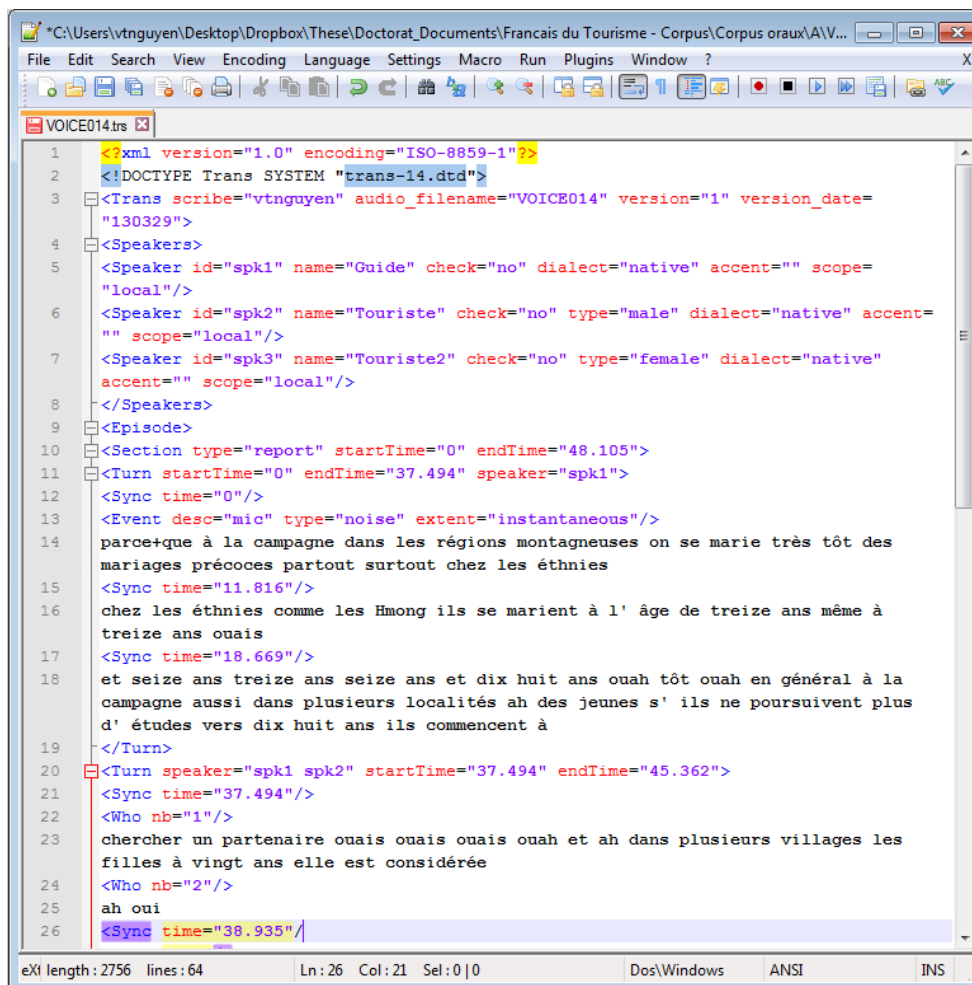 *C:\Users\vtnguyen\Desktop\Dropbox\These\Doctorat_Documents\Francais du Tourisme - Corpus\Corpus oraux\A\V...
File Edit Search View Encoding Language Settings Macro Run Plugins Window ? X
VOICE014.trs
1 <?xml version="1.0" encoding="ISO-8859-1"?>
2 <!DOCTYPE Trans SYSTEM "trans-14.dtd">
3 <Trans scribe="vtnguyen" audio_filename="VOICE014" version="1" version_date=
"130329">
4 <Speakers>
5 <Speaker id="spk1" name="Guide" check="no" dialect="native" accent="" scope=
"local"/>
6 <Speaker id="spk2" name="Touriste" check="no" type="male" dialect="native" accent=
"" scope="local"/>
7 <Speaker id="spk3" name="Touriste2" check="no" type="female" dialect="native"
accent="" scope="local"/>
8 </Speakers>
9 <Episode>
10 <Section type="report" startTime="0" endTime="48.105">
11 <Turn startTime="0" endTime="37.494" speaker="spk1">
12 <Sync time="0"/>
13 <Event desc="mic" type="noise" extent="instantaneous"/>
14 parce+que à la campagne dans les régions montagneuses on se marie très tôt des
mariages précoces partout surtout chez les éthnies
15 <Sync time="11.816"/>
16 chez les éthnies comme les Hmong ils se marient à l' âge de treize ans même à
treize ans ouais
17 <Sync time="18.669"/>
18 et seize ans treize ans seize ans et dix huit ans ouah tôt ouah en général à la
campagne aussi dans plusieurs localités ah des jeunes s' ils ne poursuivent plus
d' études vers dix huit ans ils commencent à
19 </Turn>
20 <Turn speaker="spk1 spk2" startTime="37.494" endTime="45.362">
21 <Sync time="37.494"/>
22 <Who nb="1"/>
23 chercher un partenaire ouais ouais ouais ouah et ah dans plusieurs villages les
filles à vingt ans elle est considérée
24 <Who nb="2"/>
25 ah oui
26 <Sync time="38.935"/
eXt length : 2756 lines : 64 Ln : 26 Col : 21 Sel : 0 | 0 Dos\Windows ANSI INS